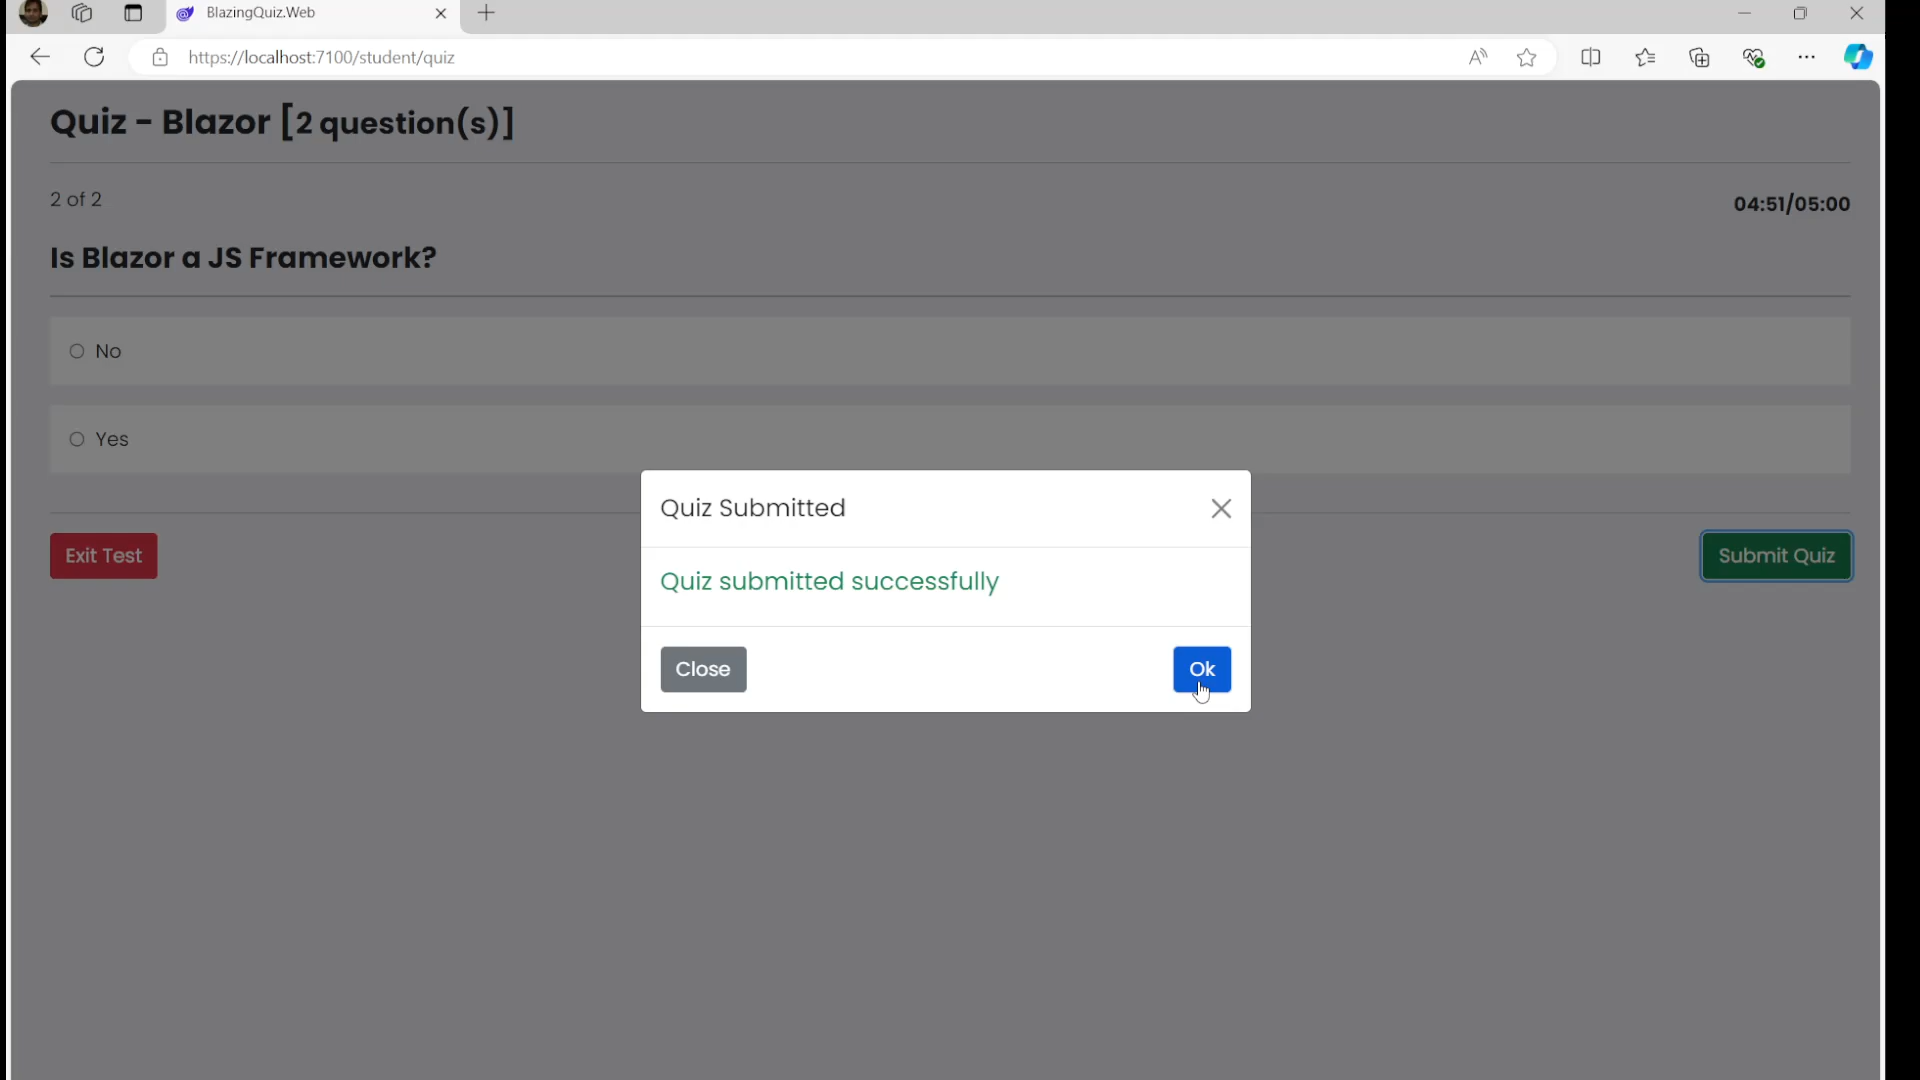 BlazingQuiz.Web
https://localhost:7100/student/quiz
Quiz - Blazor [2 question(s)]
2 of 2
04:51/05:00
Is Blazor a JS Framework?
No
Yes
Quiz Submitted
Exit Test
Submit Quiz
Quiz submitted successfully
Close
Ok